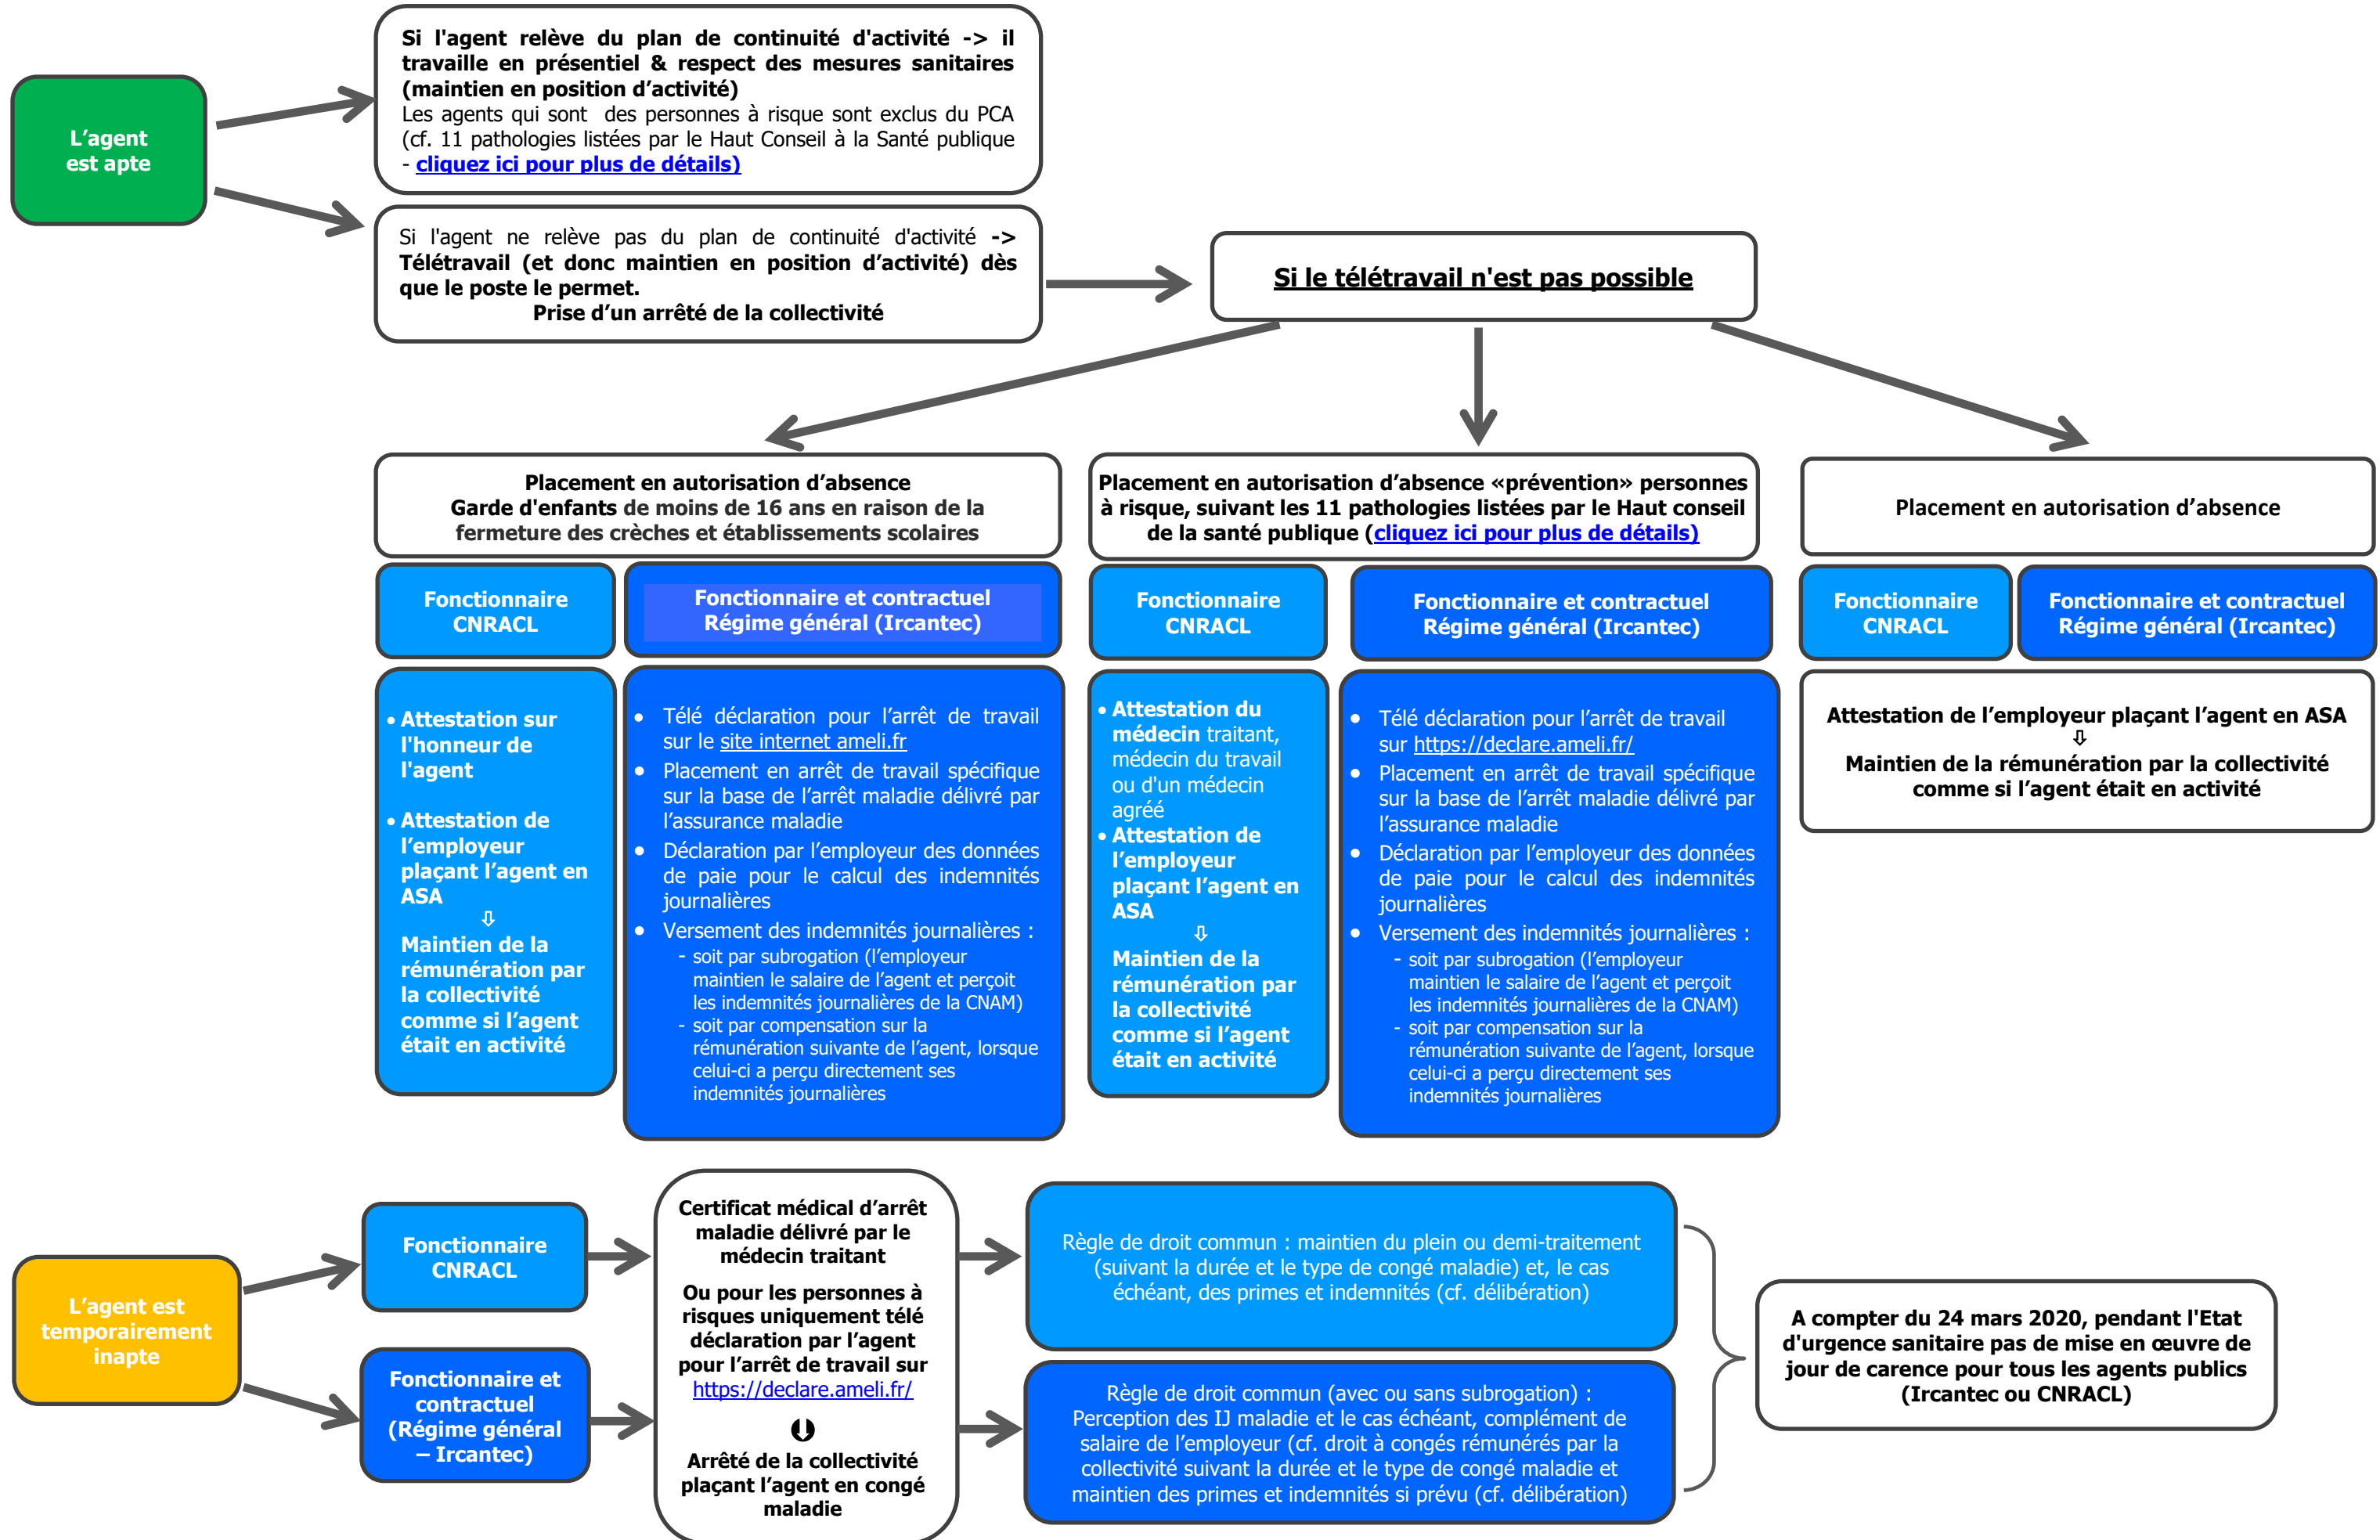 L'agent
est apte
Si l'agent relève du plan de continuité d'activité -> il
travaille en présentiel & respect des mesures sanitaires
(maintien en position d'activité)
Les agents qui sont des personnes à risque sont exclus du PCA
(cf. 11 pathologies listées par le Haut Conseil à la Santé publique
- cliquez ici pour plus de détails)
Si l'agent ne relève pas du plan de continuité d'activité ->
Télétravail (et donc maintien en position d'activité) dès
que le poste le permet.
Prise d'un arrêté de la collectivité
Si le télétravail n'est pas possible
Placement en autorisation d'absence
Garde d'enfants de moins de 16 ans en raison de la
fermeture des crèches et établissements scolaires
Fonctionnaire
CNRACL
Fonctionnaire et contractuel
Régime général (Ircantec)
• Attestation sur
l'honneur de
l'agent
• Attestation de
l'employeur
plaçant l'agent en
ASA
⇩
Maintien de la
rémunération par
la collectivité
comme si l'agent
était en activité
• Télé déclaration pour l'arrêt de travail
sur le site internet ameli.fr
• Placement en arrêt de travail spécifique
sur la base de l'arrêt maladie délivré par
l'assurance maladie
• Déclaration par l'employeur des données
de paie pour le calcul des indemnités
journalières
• Versement des indemnités journalières :
- soit par subrogation (l'employeur
maintien le salaire de l'agent et perçoit
les indemnités journalières de la CNAM)
- soit par compensation sur la
rémunération suivante de l'agent, lorsque
celui-ci a perçu directement ses
indemnités journalières
Placement en autorisation d'absence «prévention» personnes
à risque, suivant les 11 pathologies listées par le Haut conseil
de la santé publique (cliquez ici pour plus de détails)
Fonctionnaire
CNRACL
Fonctionnaire et contractuel
Régime général (Ircantec)
• Attestation du
médecin traitant,
médecin du travail
ou d'un médecin
agréé
• Attestation de
l'employeur
plaçant l'agent en
ASA
⇩
Maintien de la
rémunération par
la collectivité
comme si l'agent
était en activité
• Télé déclaration pour l'arrêt de travail
sur https://declare.ameli.fr/
• Placement en arrêt de travail spécifique
sur la base de l'arrêt maladie délivré par
l'assurance maladie
• Déclaration par l'employeur des données
de paie pour le calcul des indemnités
journalières
• Versement des indemnités journalières :
- soit par subrogation (l'employeur
maintien le salaire de l'agent et perçoit
les indemnités journalières de la CNAM)
- soit par compensation sur la
rémunération suivante de l'agent, lorsque
celui-ci a perçu directement ses
indemnités journalières
Placement en autorisation d'absence
Fonctionnaire
CNRACL
Fonctionnaire et contractuel
Régime général (Ircantec)
Attestation de l'employeur plaçant l'agent en ASA
⇩
Maintien de la rémunération par la collectivité
comme si l'agent était en activité
L'agent est
temporairement
inapte
Fonctionnaire
CNRACL
Fonctionnaire et
contractuel
(Régime général
– Ircantec)
Certificat médical d'arrêt
maladie délivré par le
médecin traitant
Ou pour les personnes à
risques uniquement télé
déclaration par l'agent
pour l'arrêt de travail sur
https://declare.ameli.fr/
Arrêté de la collectivité
plaçant l'agent en congé
maladie
Règle de droit commun : maintien du plein ou demi-traitement
(suivant la durée et le type de congé maladie) et, le cas
échéant, des primes et indemnités (cf. délibération)
Règle de droit commun (avec ou sans subrogation) :
Perception des IJ maladie et le cas échéant, complément de
salaire de l'employeur (cf. droit à congés rémunérés par la
collectivité suivant la durée et le type de congé maladie et
maintien des primes et indemnités si prévu (cf. délibération)
A compter du 24 mars 2020, pendant l'Etat
d'urgence sanitaire pas de mise en œuvre de
jour de carence pour tous les agents publics
(Ircantec ou CNRACL)